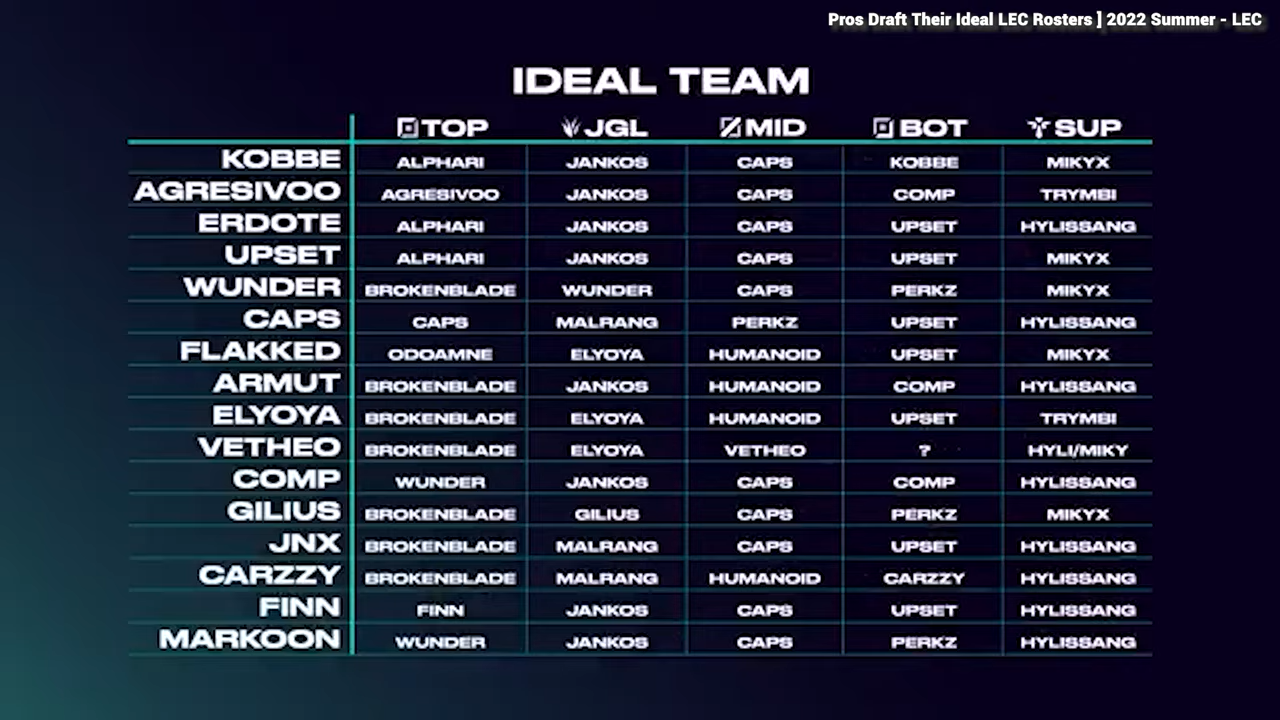 Pros Draft Their Ideal LEC Rosters ] 2022 Summer - LEC
IDEAL TEAM
TOP JGL MID BOT SUP
KOBBE ALPHARI JANKOS CAPS KOBBE MIKYX
AGRESIVOO AGRESIVOO JANKOS CAPS COMP TRYMBI
ERDOTE ALPHARI JANKOS CAPS UPSET HYLISSANG
UPSET ALPHARI JANKOS CAPS UPSET MIKYX
WUNDER BROKENBLADE WUNDER CAPS PERKZ MIKYX
CAPS CAPS MALRANG PERKZ UPSET HYLISSANG
FLAKKED ODOAMNE ELYOYA HUMANOID UPSET MIKYX
ARMUT BROKENBLADE JANKOS HUMANOID COMP HYLISSANG
ELYOYA BROKENBLADE ELYOYA HUMANOID UPSET TRYMBI
VETHEO BROKENBLADE ELYOYA VETHEO ? HYLI/MIKY
COMP WUNDER JANKOS CAPS COMP HYLISSANG
GILIUS BROKENBLADE GILIUS CAPS PERKZ MIKYX
JNX BROKENBLADE MALRANG CAPS UPSET HYLISSANG
CARZZY BROKENBLADE MALRANG HUMANOID CARZZY HYLISSANG
FINN FINN JANKOS CAPS UPSET HYLISSANG
MARKOON WUNDER JANKOS CAPS PERKZ HYLISSANG